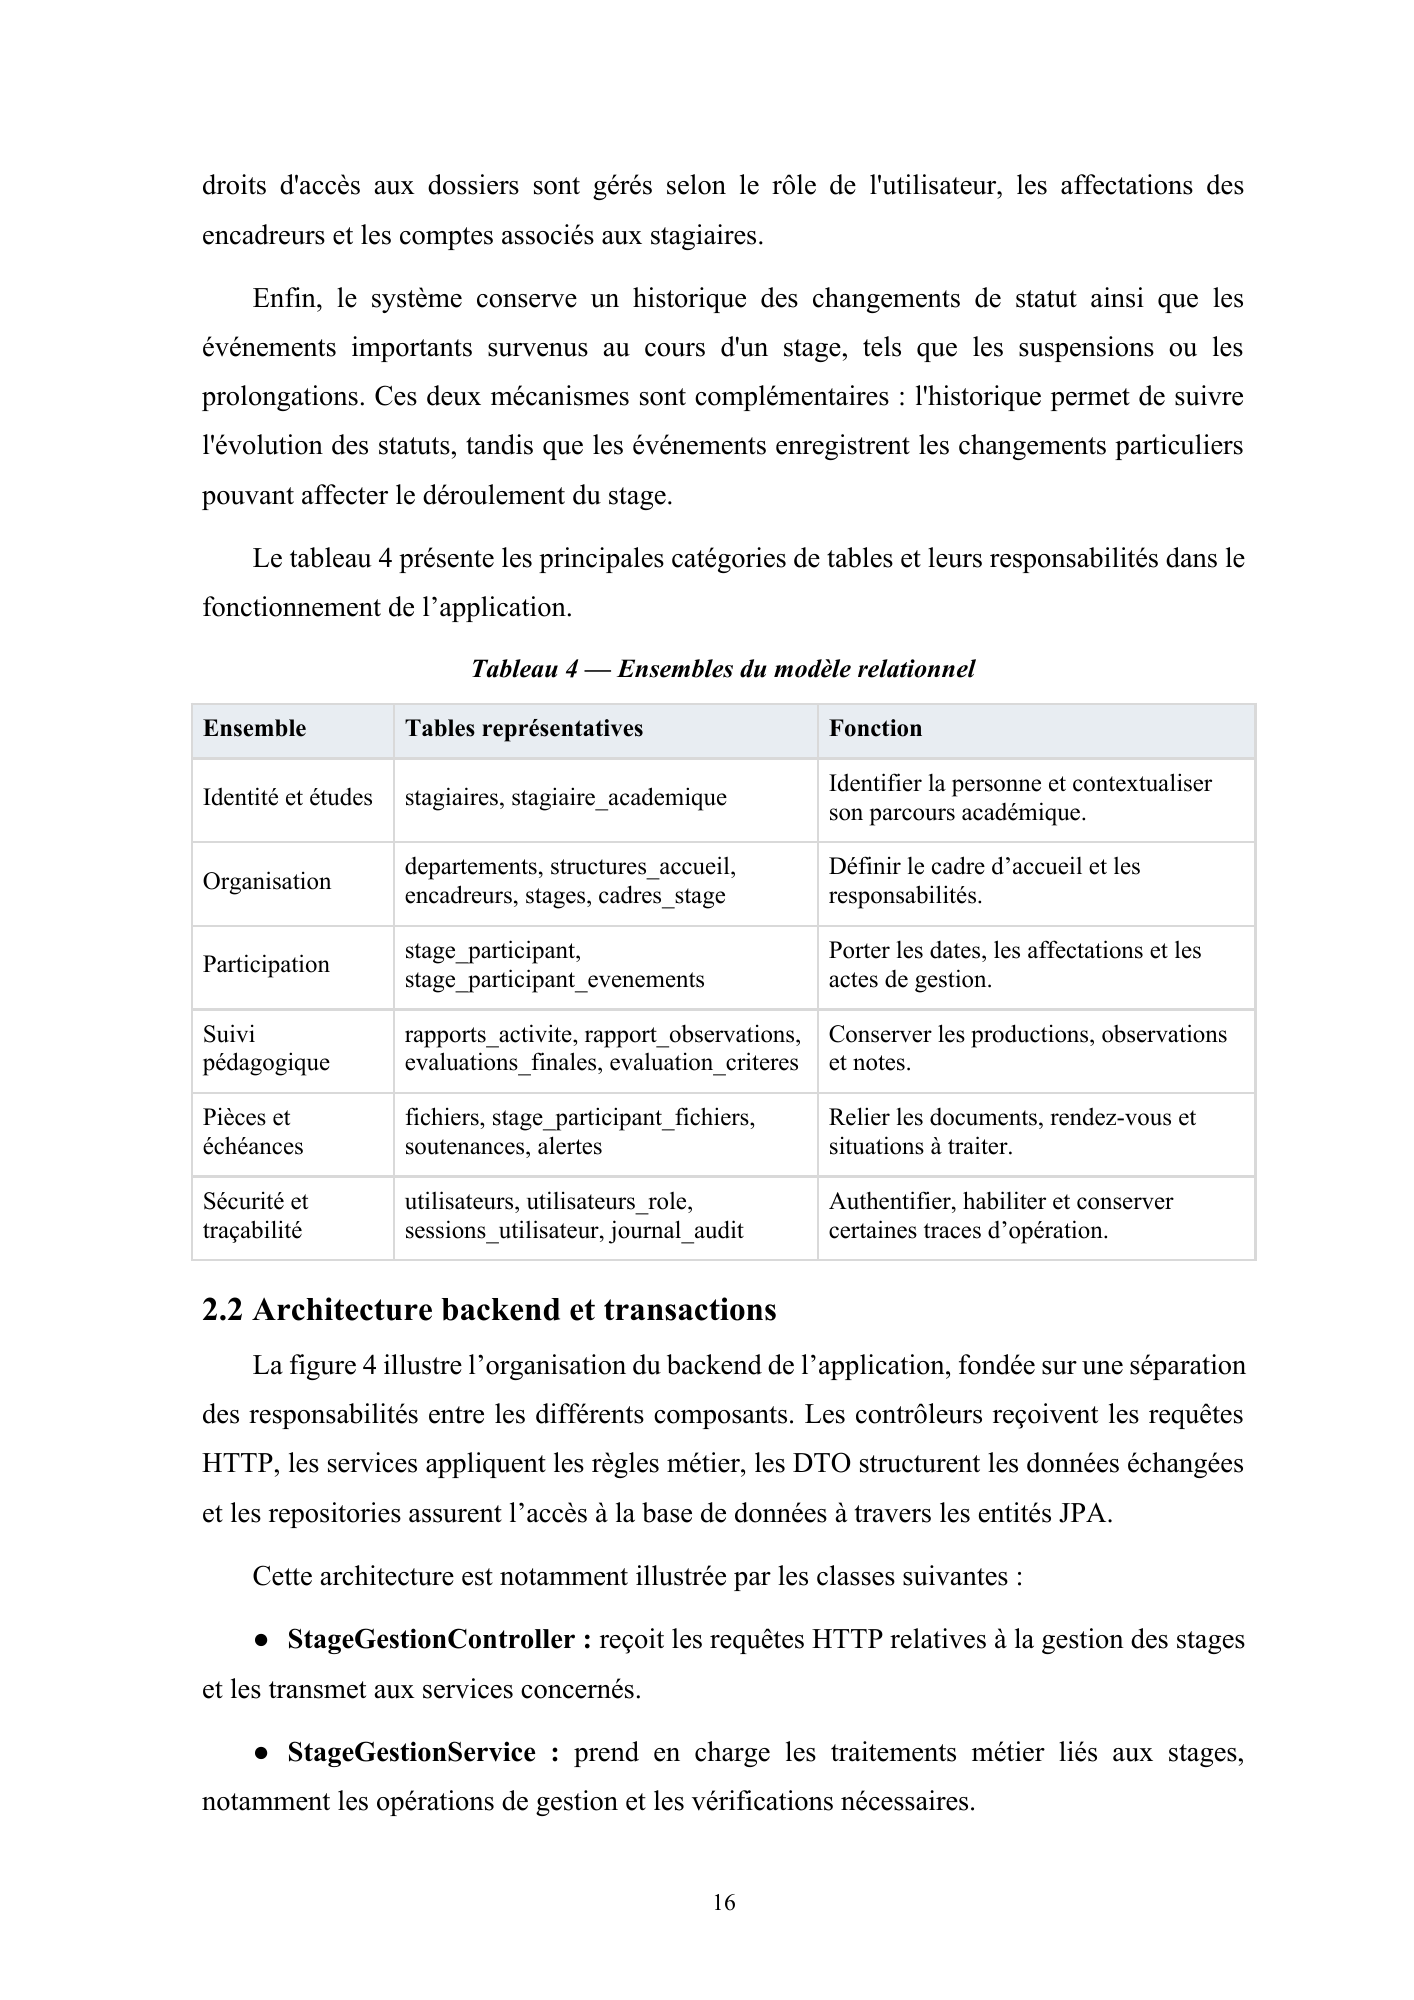 droits d'accès aux dossiers sont gérés selon le rôle de l'utilisateur, les affectations des
encadreurs et les comptes associés aux stagiaires.
Enfin, le système conserve un historique des changements de statut ainsi que les
événements importants survenus au cours d'un stage, tels que les suspensions ou les
prolongations. Ces deux mécanismes sont complémentaires : l'historique permet de suivre
l'évolution des statuts, tandis que les événements enregistrent les changements particuliers
pouvant affecter le déroulement du stage.
Le tableau 4 présente les principales catégories de tables et leurs responsabilités dans le
fonctionnement de l’application.
Tableau 4 — Ensembles du modèle relationnel
Ensemble
Tables représentatives
Fonction
Identité et études
stagiaires, stagiaire_academique
Identifier la personne et contextualiser
son parcours académique.
Organisation
departements, structures_accueil,
encadreurs, stages, cadres_stage
Définir le cadre d’accueil et les
responsabilités.
Participation
stage_participant,
stage_participant_evenements
Porter les dates, les affectations et les
actes de gestion.
Suivi
pédagogique
rapports_activite, rapport_observations,
evaluations_finales, evaluation_criteres
Conserver les productions, observations
et notes.
Pièces et
échéances
fichiers, stage_participant_fichiers,
soutenances, alertes
Relier les documents, rendez-vous et
situations à traiter.
Sécurité et
traçabilité
utilisateurs, utilisateurs_role,
sessions_utilisateur, journal_audit
Authentifier, habiliter et conserver
certaines traces d’opération.
2.2 Architecture backend et transactions
La figure 4 illustre l’organisation du backend de l’application, fondée sur une séparation
des responsabilités entre les différents composants. Les contrôleurs reçoivent les requêtes
HTTP, les services appliquent les règles métier, les DTO structurent les données échangées
et les repositories assurent l’accès à la base de données à travers les entités JPA.
Cette architecture est notamment illustrée par les classes suivantes :
● StageGestionController : reçoit les requêtes HTTP relatives à la gestion des stages
et les transmet aux services concernés.
● StageGestionService : prend en charge les traitements métier liés aux stages,
notamment les opérations de gestion et les vérifications nécessaires.
16